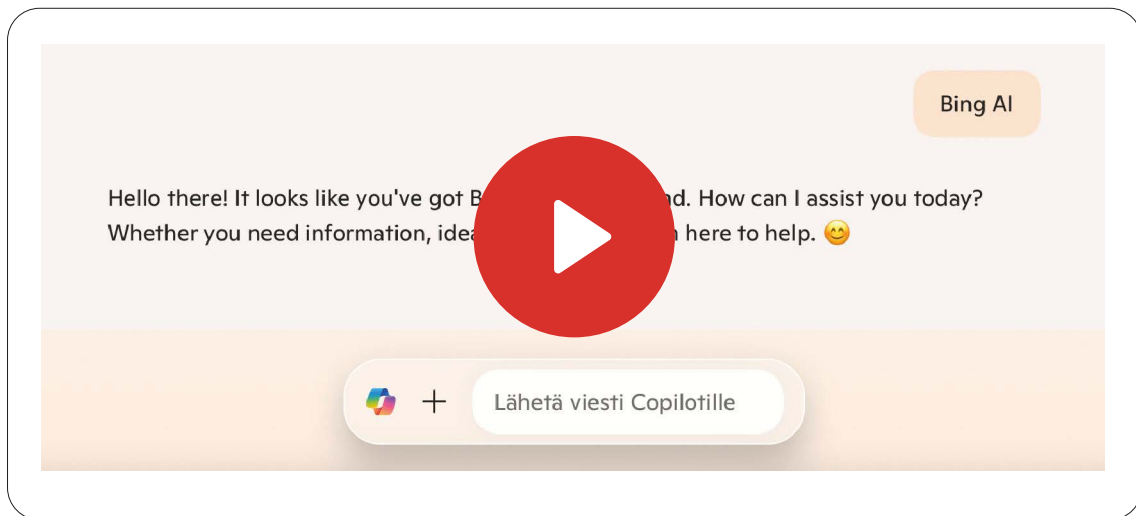 Bing AI
Hello there! It looks like you've got B d. How can I assist you today?
Whether you need information, here to help. 😊
Lähetä viesti Copilotille